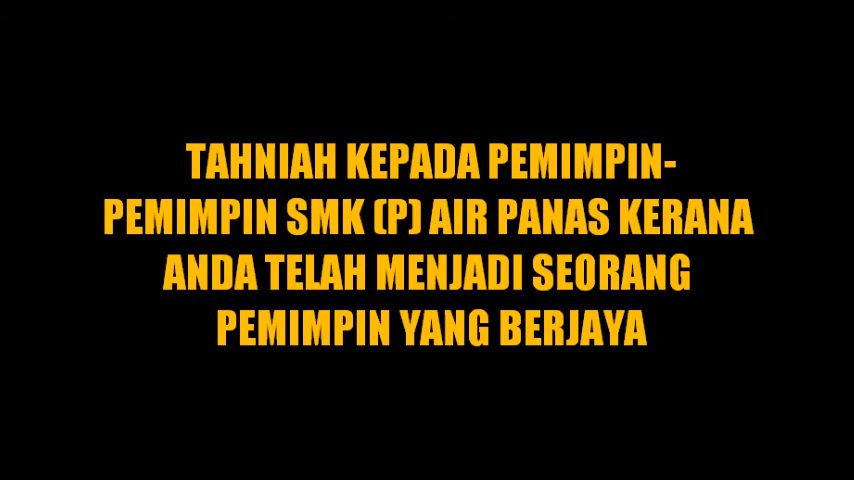 TAHNIAH KEPADA PEMIMPIN-
PEMIMPIN SMK (P) AIR PANAS KERANA
ANDA TELAH MENJADI SEORANG
PEMIMPIN YANG BERJAYA